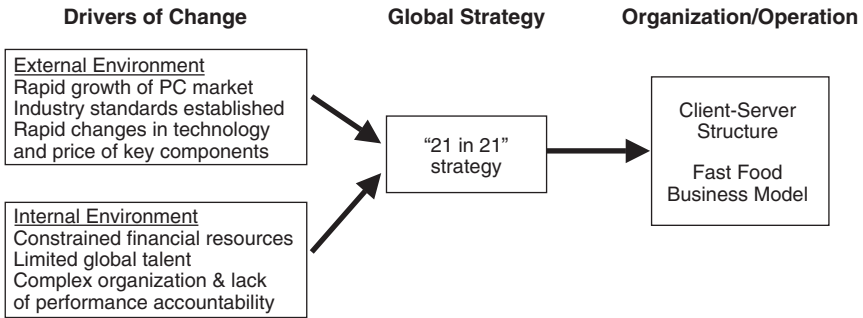 Drivers of Change
Global Strategy
Organization/Operation
External Environment
Rapid growth of PC market
Industry standards established
Rapid changes in technology
and price of key components
Internal Environment
Constrained financial resources
Limited global talent
Complex organization & lack
of performance accountability
“21 in 21”
strategy
Client-Server
Structure
Fast Food
Business Model